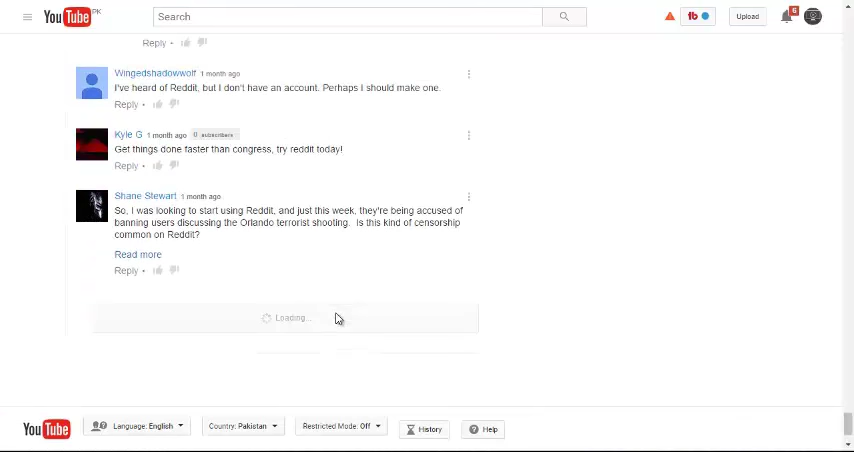 YouTube PK
Search
Upload
6
Reply •
Wingedshadowwolf 1 month ago
I've heard of Reddit, but I don't have an account. Perhaps I should make one.
Reply •
Kyle G 1 month ago 0 subscribers
Get things done faster than congress, try reddit today!
Reply •
Shane Stewart 1 month ago
So, I was looking to start using Reddit, and just this week, they're being accused of
banning users discussing the Orlando terrorist shooting. Is this kind of censorship
common on Reddit?
Read more
Reply •
Loading...
YouTube
Language: English
Country: Pakistan
Restricted Mode: Off
History
Help